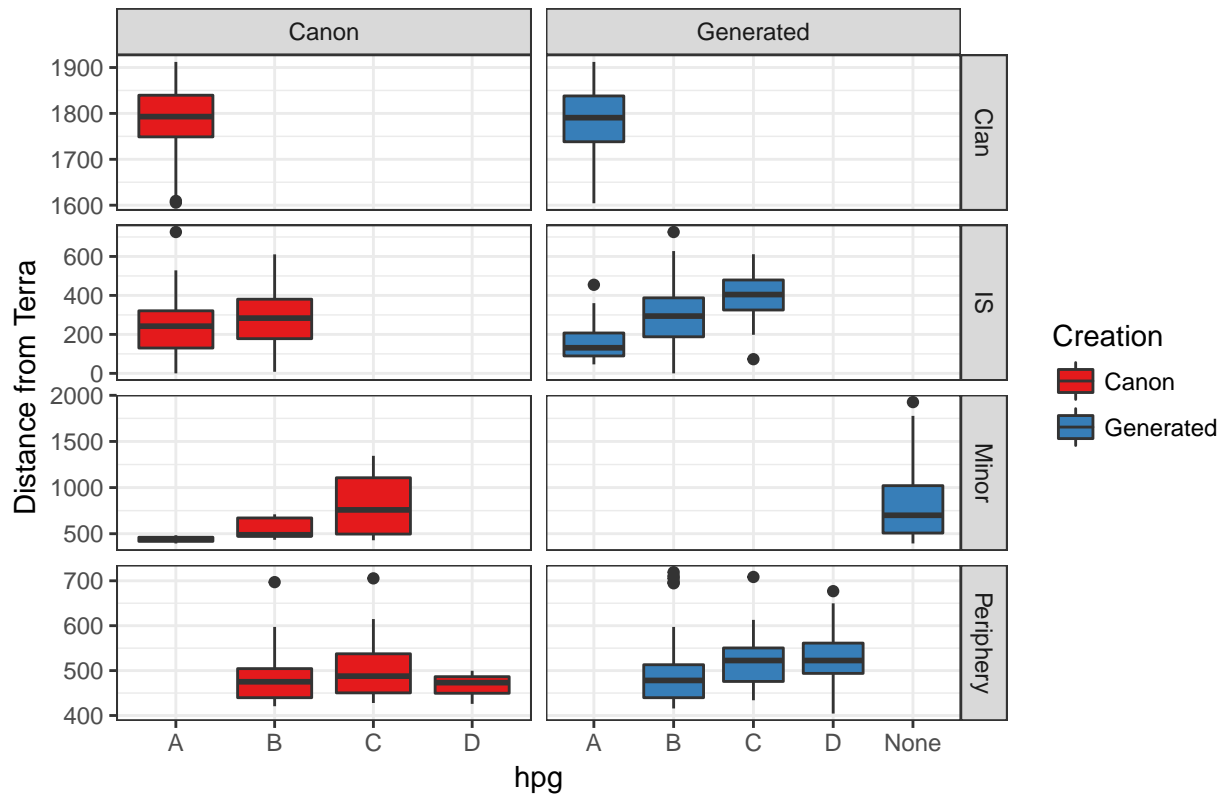 Canon Generated
1900
1800
1700
1600
Clan
600
400
200
0
IS
2000
1500
1000
500
Minor
700
600
500
400
Periphery
Distance from Terra
A B C D A B C D None
hpg
Creation
Canon
Generated